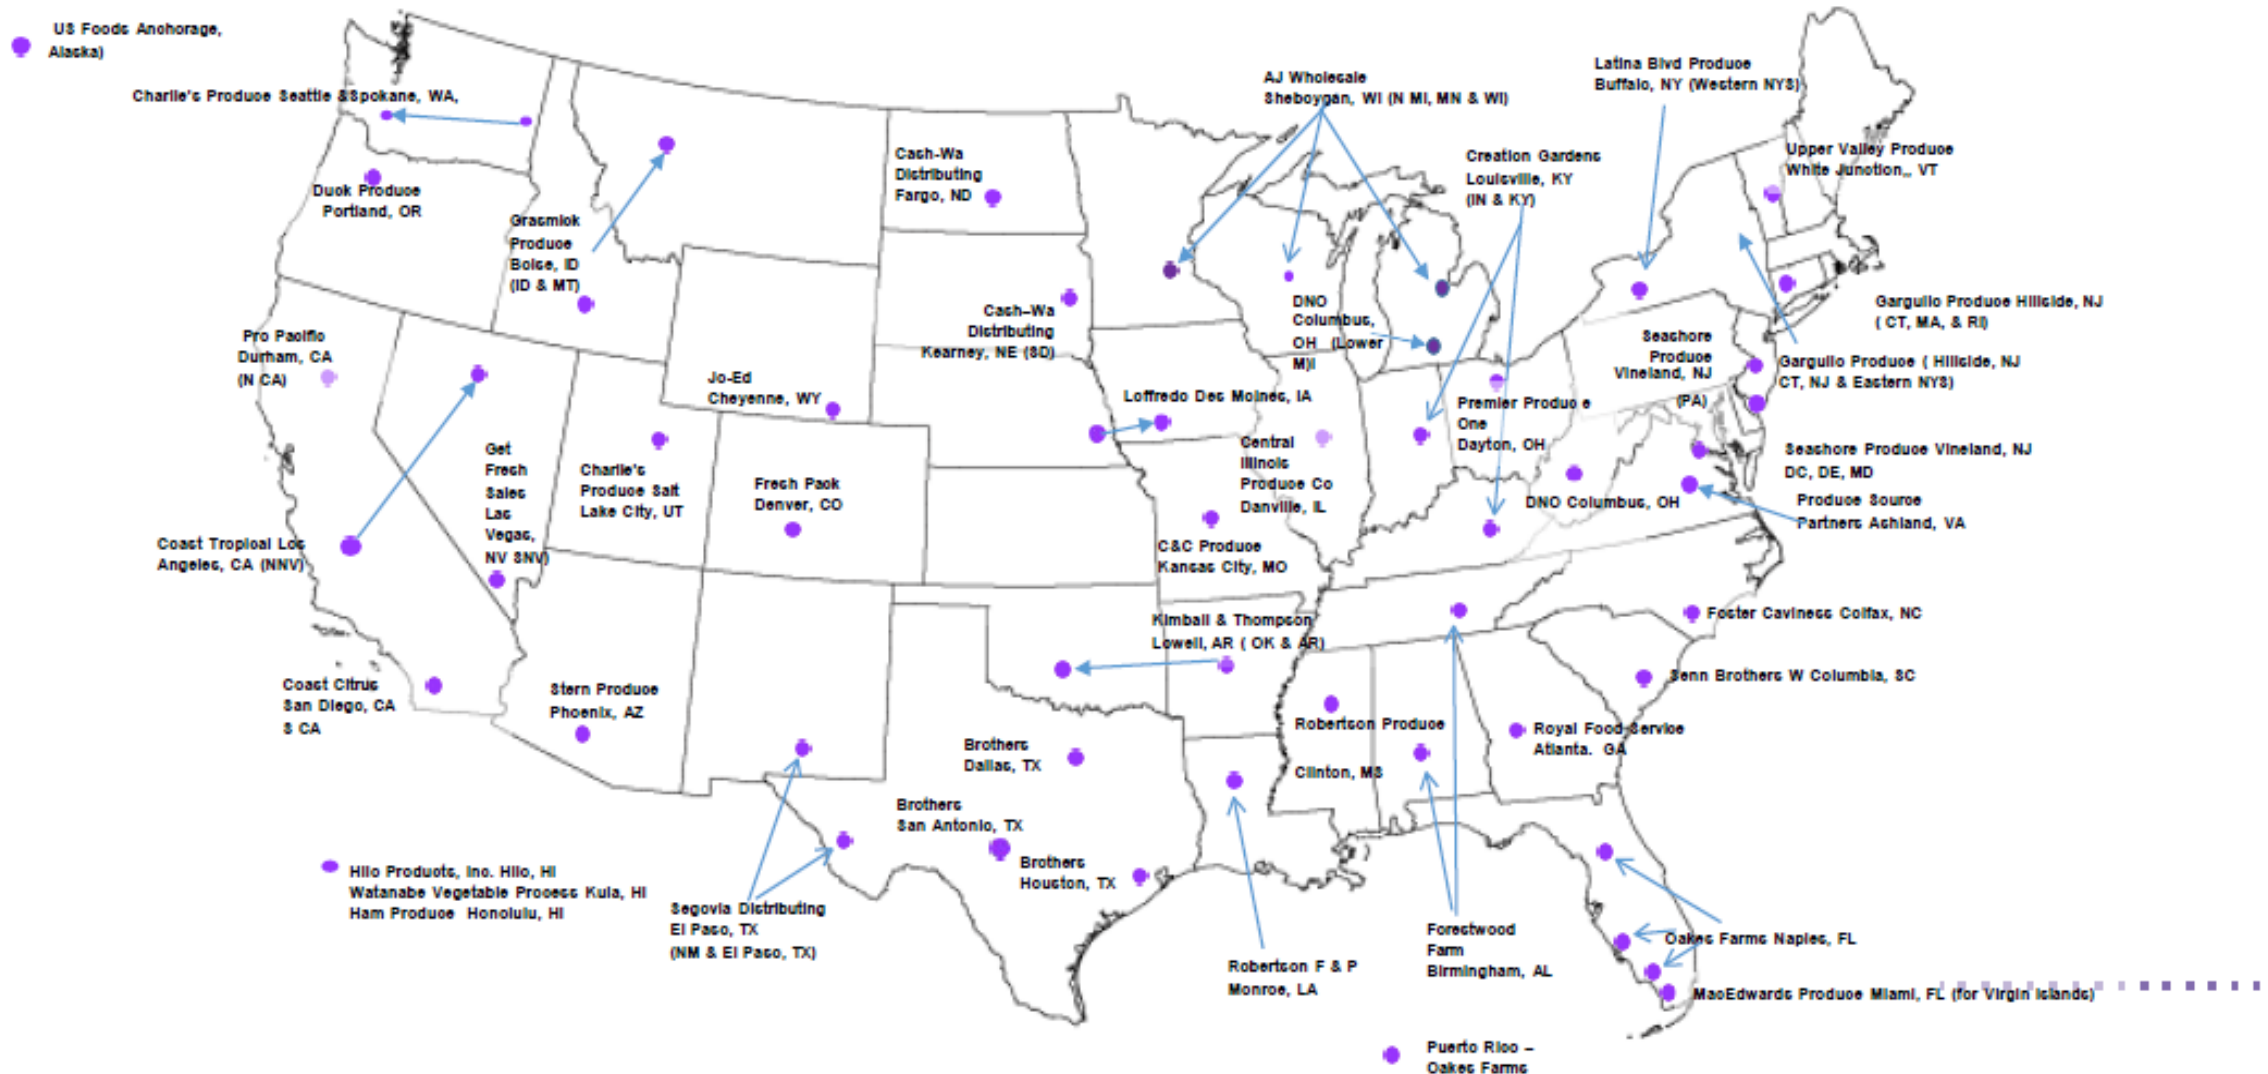 US Foods Anchorage,
Alaska)
Charlie's Produce Seattle &Spokane, WA,
Duck Produce
Portland, OR
Grasmick
Produce
Boise, ID
(ID & MT)
Cash-Wa
Distributing
Fargo, ND
AJ Wholesale
Sheboygan, WI (N MI, MN & WI)
Creation Gardens
Louisville, KY
(IN & KY)
Latina Blvd Produce
Buffalo, NY (Western NYS)
Upper Valley Produce
White Junction,, VT
Pro Pacific
Durham, CA
(N CA)
Jo-Ed
Cheyenne, WY
Cash-Wa
Distributing
Kearney, NE (SD)
DNO
Columbus,
OH (Lower
M)I
Gargulio Produce Hillside, NJ
( CT, MA, & RI)
Seashore
Produce
Vineland, NJ
(PA)
Gargulio Produce ( Hillside, NJ
CT, NJ & Eastern NYS)
Loffredo Des Moines, IA
Premier Produc e
One
Dayton, OH
Central
Illinois
Produce Co
Danville, IL
Get
Fresh
Sales
Las
Vegas,
NV SNV)
Charlie's
Produce Salt
Lake City, UT
Fresh Pack
Denver, CO
Seashore Produce Vineland, NJ
DC, DE, MD
DNO Columbus, OH
Produce Source
Partners Ashland, VA
Coast Tropical Los
Angeles, CA (NNV)
C&C Produce
Kansas City, MO
Kimball & Thompson
Lowell, AR ( OK & AR)
Foster Caviness Colfax, NC
Coast Citrus
San Diego, CA
S CA
Stern Produce
Phoenix, AZ
Senn Brothers W Columbia, SC
Brothers
Dallas, TX
Robertson Produce
Clinton, MS
Royal Food Service
Atlanta. GA
Brothers
San Antonio, TX
Brothers
Houston, TX
Hilo Products, Inc. Hilo, HI
Watanabe Vegetable Process Kula, HI
Ham Produce Honolulu, HI
Segovia Distributing
El Paso, TX
(NM & El Paso, TX)
Robertson F & P
Monroe, LA
Forestwood
Farm
Birmingham, AL
Oakes Farms Naples, FL
MacEdwards Produce Miami, FL (for Virgin Islands)
Puerto Rico –
Oakes Farms